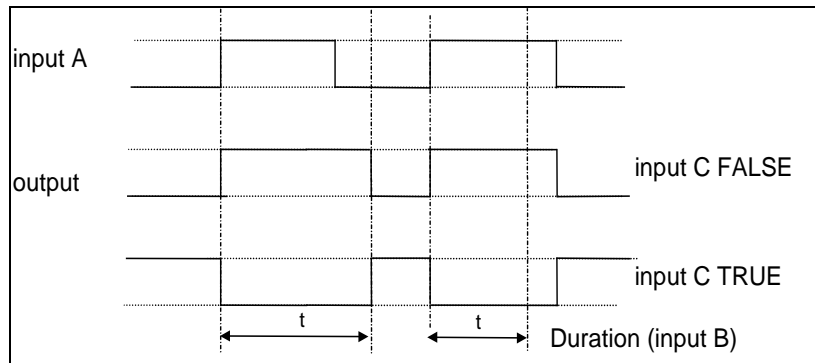 input A
output
input C FALSE
input C TRUE
t
t
Duration (input B)